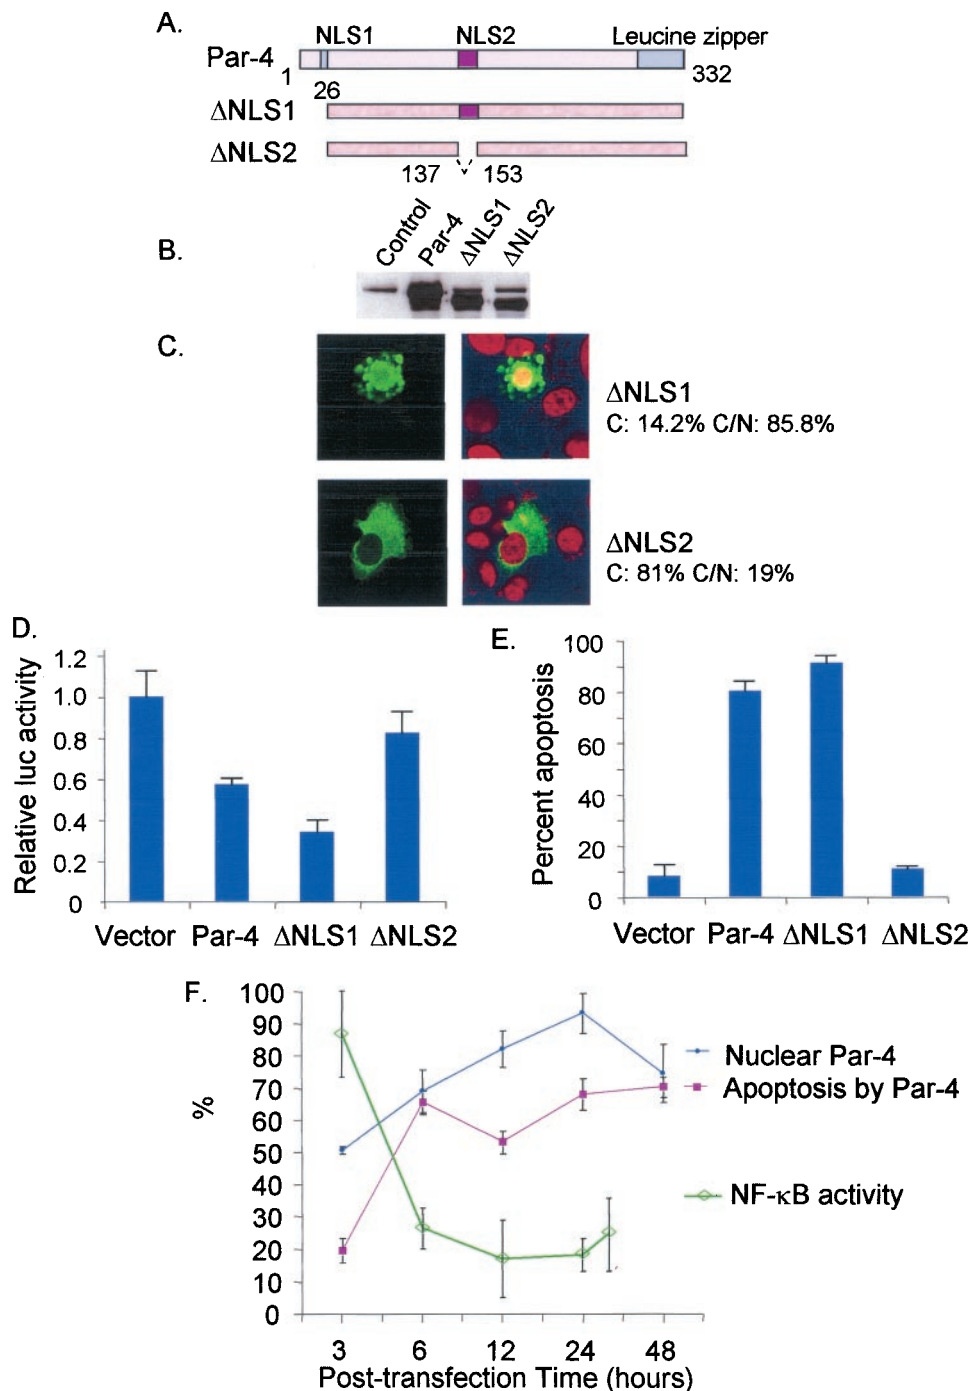 A.
NLS1 NLS2 Leucine zipper
Par-4
1 332
26
ΔNLS1
ΔNLS2
137 153
B.
Control Par-4 ΔNLS1 ΔNLS2
C.
ΔNLS1
C: 14.2% C/N: 85.8%
ΔNLS2
C: 81% C/N: 19%
D.
Relative luc activity
1.2
1.0
0.8
0.6
0.4
0.2
0
Vector Par-4 ΔNLS1 ΔNLS2
E.
Percent apoptosis
100
80
60
40
20
0
Vector Par-4 ΔNLS1 ΔNLS2
F.
%
100
90
80
70
60
50
40
30
20
10
0
3 6 12 24 48
Post-transfection Time (hours)
Nuclear Par-4
Apoptosis by Par-4
NF-κB activity